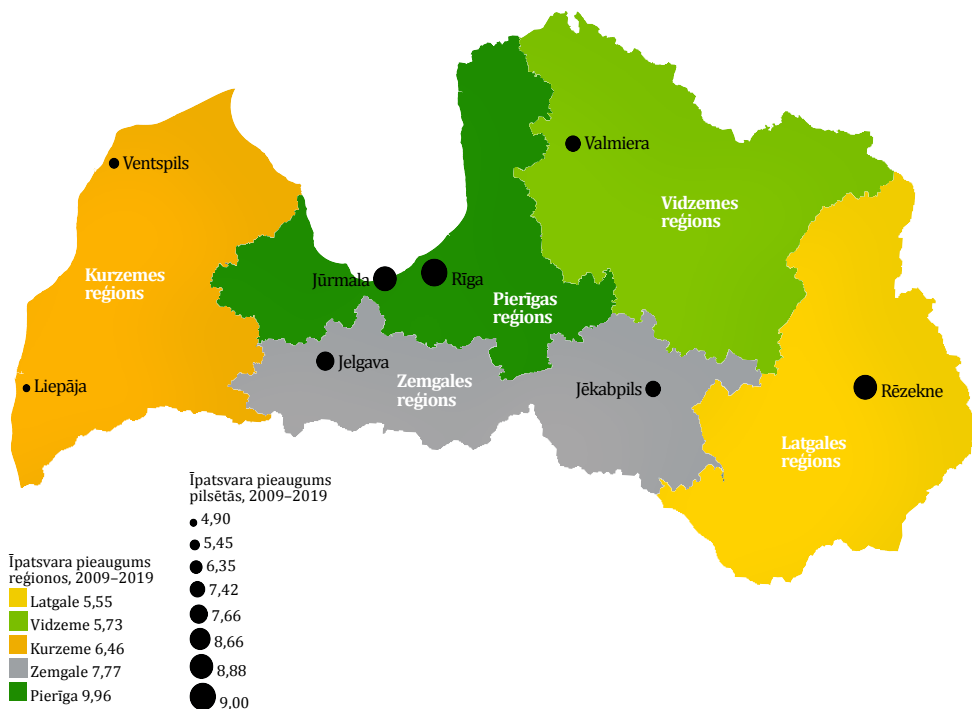 Ventspils
Valmiera
Vidzemes
reģions
Kurzemes
reģions
Jūrmala
Rīga
Pierīgas
reģions
Liepāja
Jelgava
Zemgales
reģions
Jēkabpils
Rēzekne
Latgales
reģions
Īpatsvara pieaugums
pilsētās, 2009–2019
4,90
5,45
6,35
7,42
7,66
8,66
8,88
9,00
Īpatsvara pieaugums
reģionos, 2009–2019
Latgale 5,55
Vidzeme 5,73
Kurzeme 6,46
Zemgale 7,77
Pierīga 9,96